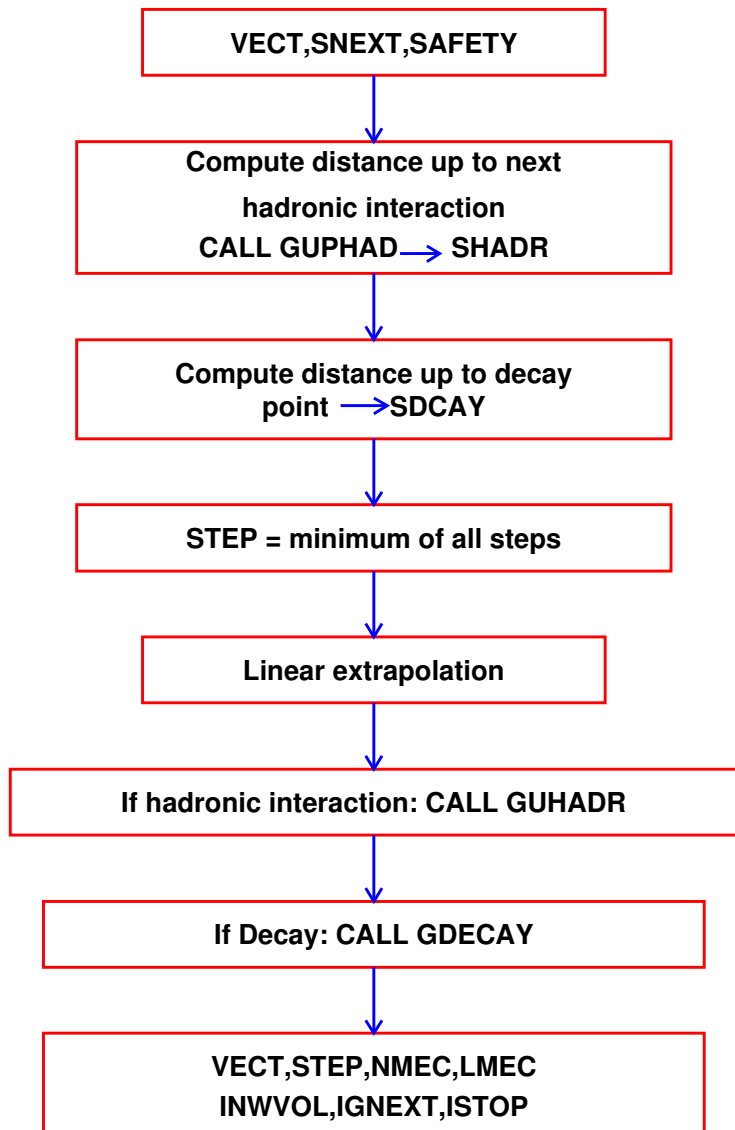 VECT,SNEXT,SAFETY
Compute distance up to next
hadronic interaction
CALL GUPHAD → SHADR
Compute distance up to decay
point → SDCAY
STEP = minimum of all steps
Linear extrapolation
If hadronic interaction: CALL GUHADR
If Decay: CALL GDECAY
VECT,STEP,NMEC,LMEC
INWVOL,IGNEXT,ISTOP